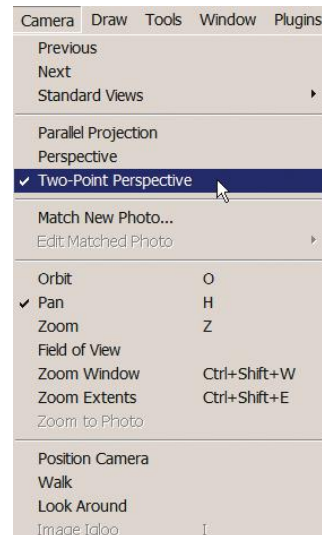 Camera Draw Tools Window Plugins
Previous
Next
Standard Views
Parallel Projection
Perspective
Two-Point Perspective
Match New Photo...
Edit Matched Photo
Orbit O
Pan H
Zoom Z
Field of View
Zoom Window Ctrl+Shift+W
Zoom Extents Ctrl+Shift+E
Zoom to Photo
Position Camera
Walk
Look Around
Image Igloo I